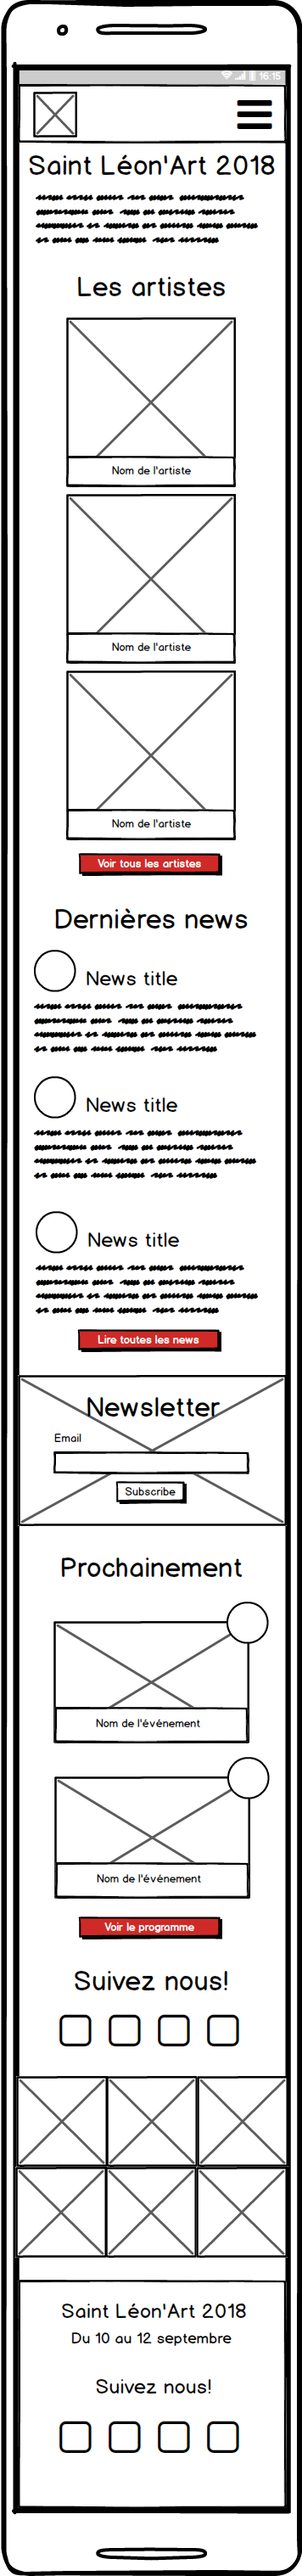 16:15
Saint Léon'Art 2018
Les artistes
Nom de l'artiste
Nom de l'artiste
Nom de l'artiste
Voir tous les artistes
Dernières news
News title
News title
News title
Lire toutes les news
Newsletter
Email
Subscribe
Prochainement
Nom de l'événement
Nom de l'événement
Voir le programme
Suivez nous!
Saint Léon'Art 2018
Du 10 au 12 septembre
Suivez nous!